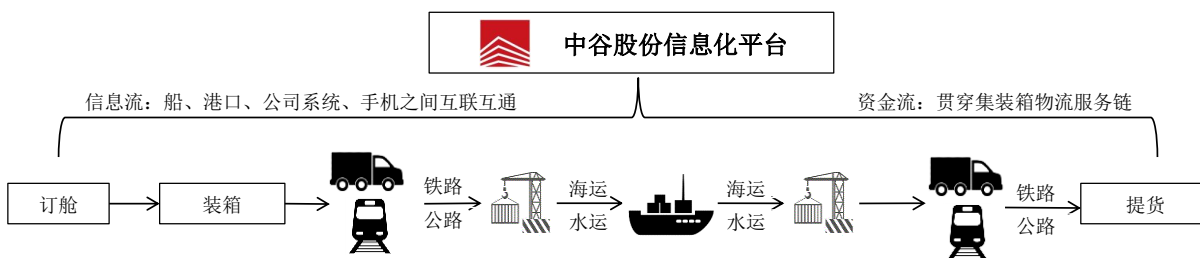 中谷股份信息化平台
信息流：船、港口、公司系统、手机之间互联互通
资金流：贯穿集装箱物流服务链
订舱
装箱
铁路
公路
海运
水运
海运
水运
铁路
公路
提货